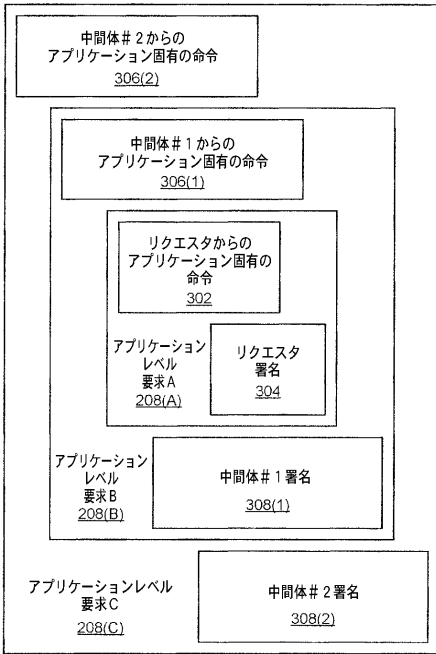 中間体#2からの
アプリケーション固有の命令
306(2)
中間体#1からの
アプリケーション固有の命令
306(1)
リクエスタからの
アプリケーション固有の
命令
302
アプリケーション
レベル
要求A
208(A)
リクエスタ
署名
304
アプリケーション
レベル
要求B
208(B)
中間体#1署名
308(1)
アプリケーションレベル
要求C
208(C)
中間体#2署名
308(2)